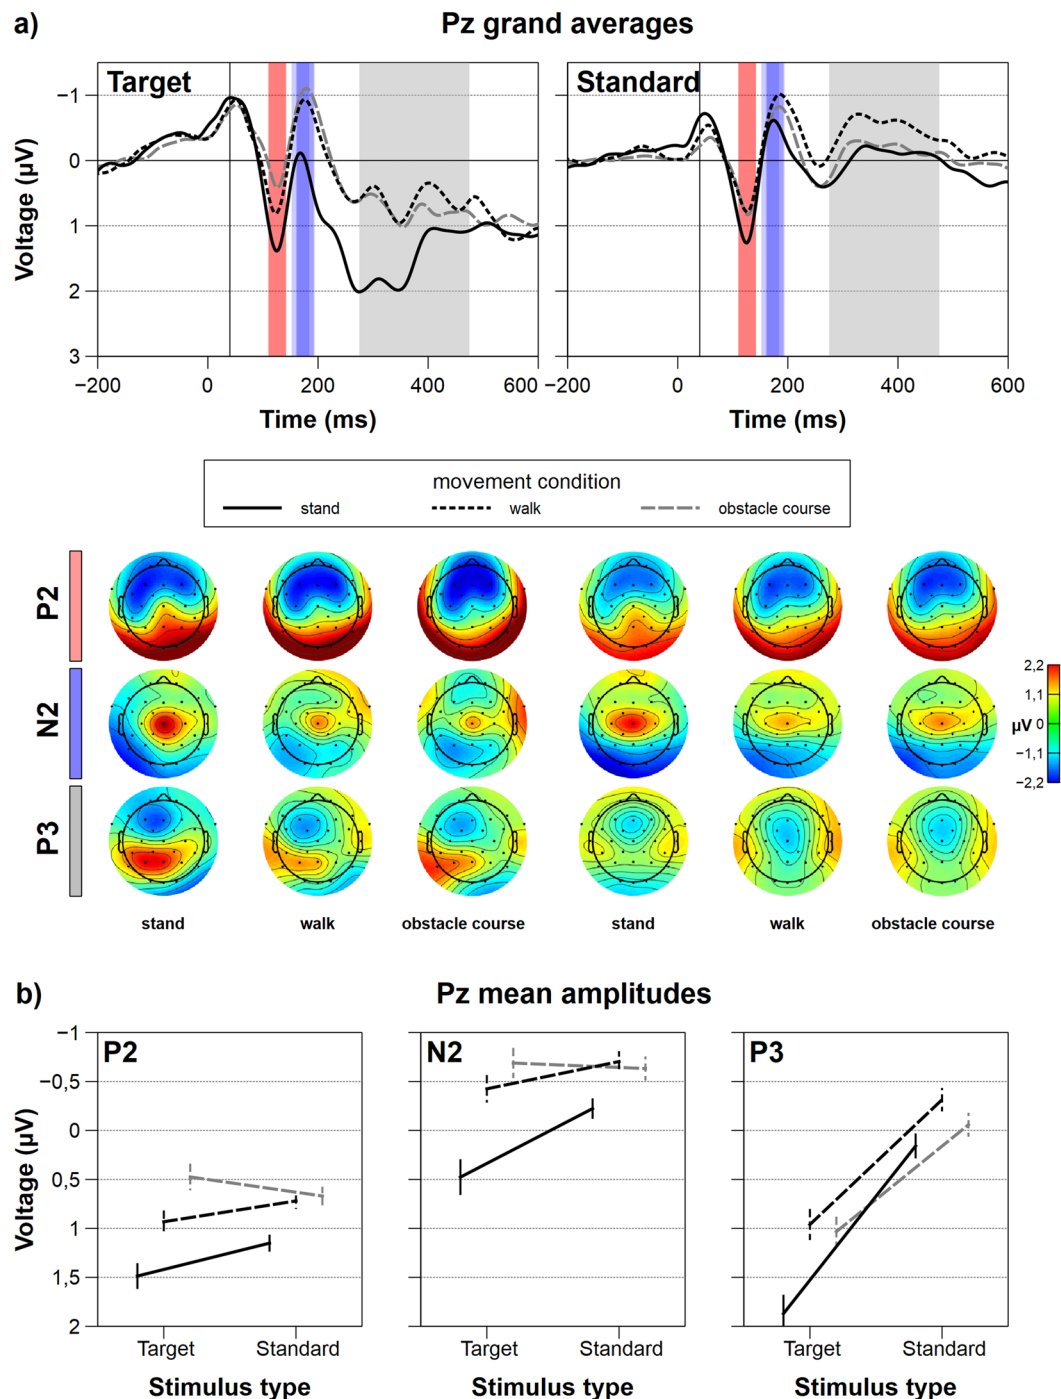 a)
Pz grand averages
Target
Standard
−1
0
1
2
3
Voltage (µV)
−200 0 200 400 600
−200 0 200 400 600
Time (ms)
Time (ms)
movement condition
stand walk obstacle course
P2
N2
P3
2,2
1,1
µV 0
−1,1
−2,2
stand walk obstacle course stand walk obstacle course
b)
Pz mean amplitudes
P2
N2
P3
−1
−0,5
0
0,5
1
1,5
2
Voltage (µV)
Target Standard
Target Standard
Target Standard
Stimulus type
Stimulus type
Stimulus type